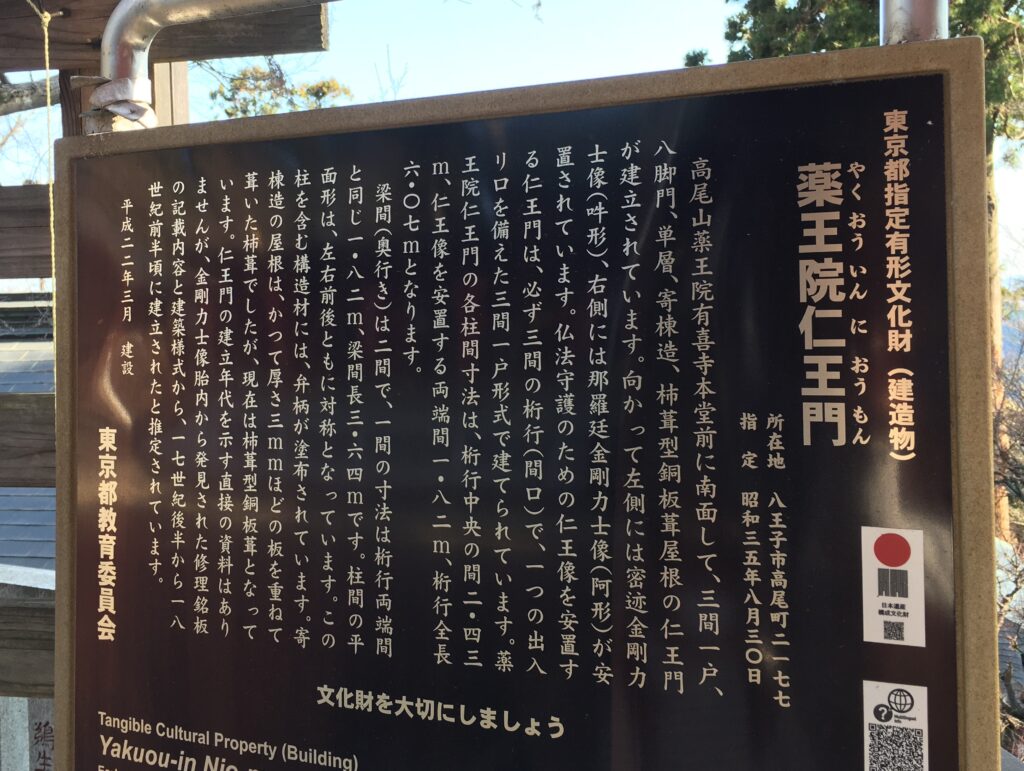 東京都指定有形文化財（建造物）
やくおういんにおうもん
薬王院仁王門
所在地　八王子市高尾町二一七七
指　定　昭和三五年八月三〇日
高尾山薬王院有喜寺本堂前に南面して、三間一戸、
八脚門、単層、寄棟造、柿葺型銅板葺屋根の仁王門
が建立されています。向かって左側には密迹金剛力
士像（吽形）、右側には那羅廷金剛力士像（阿形）が安
置されています。仏法守護のための仁王像を安置す
る仁王門は、必ず三間の桁行（間口）で、一つの出入
リロを備えた三間一戸形式で建てられています。薬
王院仁王門の各柱間寸法は、桁行中央の間二・四三
ｍ、仁王像を安置する両端間一・八二ｍ、桁行全長
六・〇七ｍとなります。
梁間（奥行き）は二間で、一間の寸法は桁行両端間
と同じ一・八二ｍ、梁間長三・六四ｍです。柱間の平
面形は、左右前後ともに対称となっています。この
柱を含む構造材には、弁柄が塗布されています。寄
棟造の屋根は、かつて厚さ三mmほどの板を重ねて
葺いた柿葺でしたが、現在は柿葺型銅板葺となって
います。仁王門の建立年代を示す直接の資料はあり
ませんが、金剛力士像胎内から発見された修理銘板
の記載内容と建築様式から、一七世紀後半から一八
世紀前半頃に建立されたと推定されています。
平成二二年三月　建設
東京都教育委員会
文化財を大切にしましょう
日本遺産
構成文化財
Multilingual
Info
Tangible Cultural Property (Building)
Yakuou-in